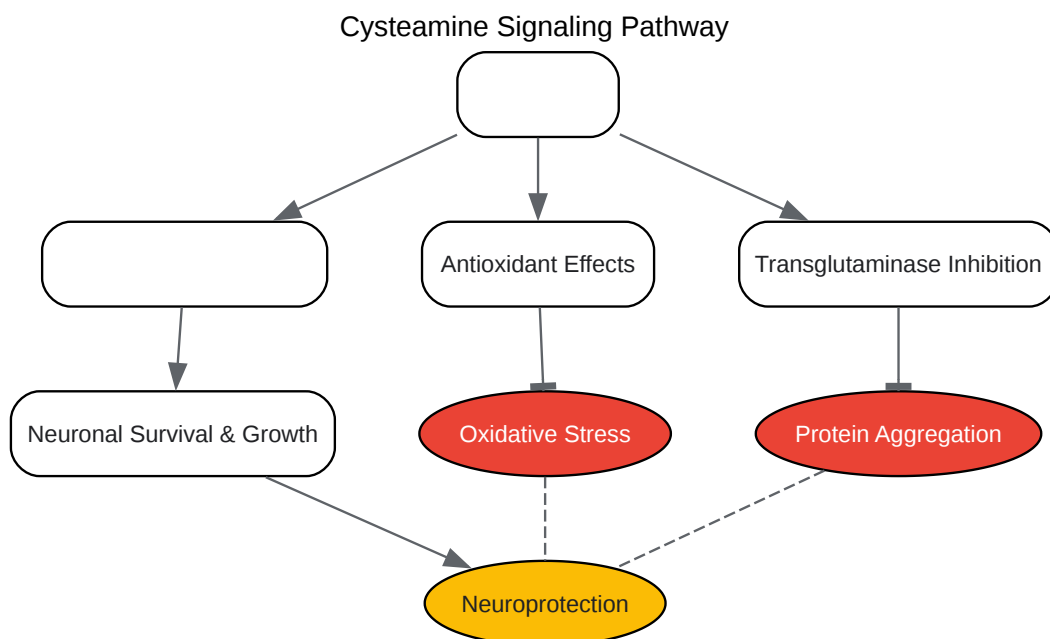 Cysteamine Signaling Pathway
Antioxidant Effects
Transglutaminase Inhibition
Neuronal Survival & Growth
Oxidative Stress
Protein Aggregation
Neuroprotection